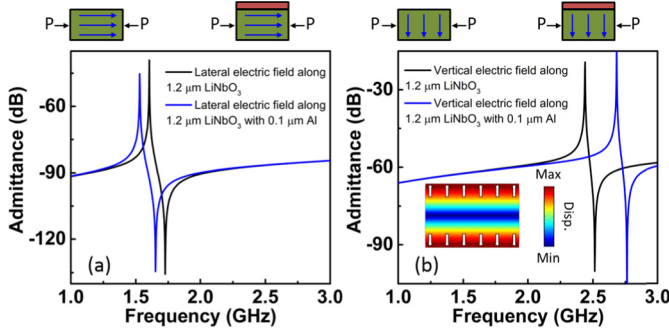 P P P P P P P P
Lateral electric field along
1.2 μm LiNbO₃
Lateral electric field along
1.2 μm LiNbO₃ with 0.1 μm Al
Admittance (dB)
-60
-90
-120
(a)
1.0 1.5 2.0 2.5 3.0
Frequency (GHz)
Vertical electric field along
1.2 μm LiNbO₃
Vertical electric field along
1.2 μm LiNbO₃ with 0.1 μm Al
Admittance (dB)
-30
-60
-90
Max
Disp.
Min
(b)
1.0 1.5 2.0 2.5 3.0
Frequency (GHz)